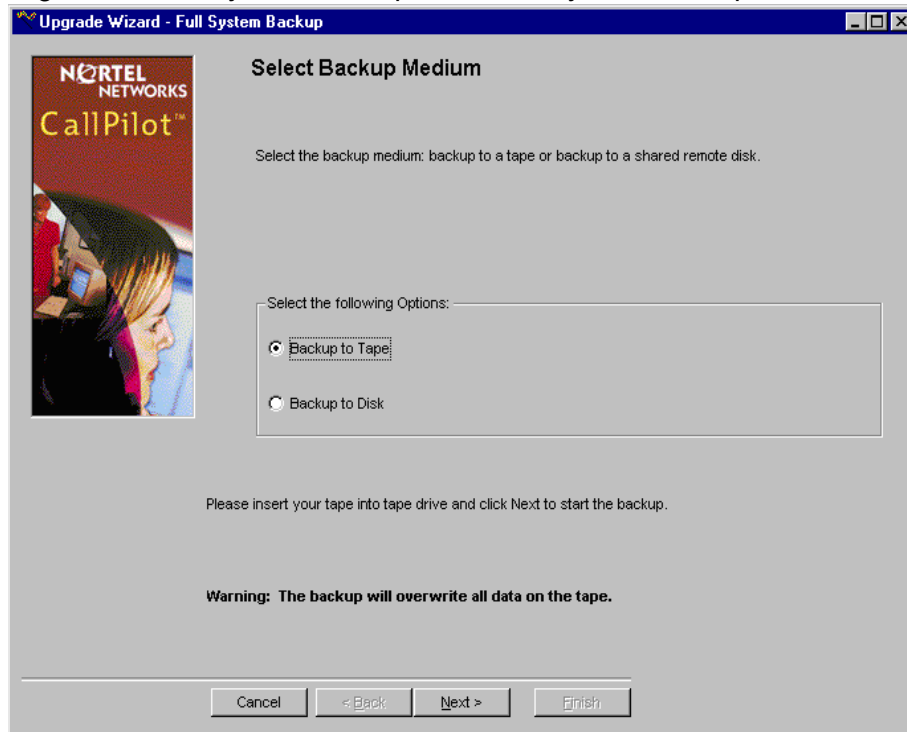 Upgrade Wizard - Full System Backup
NORTEL
NETWORKS
CallPilot™
Select Backup Medium
Select the backup medium: backup to a tape or backup to a shared remote disk.
Select the following Options:
Backup to Tape
Backup to Disk
Please insert your tape into tape drive and click Next to start the backup.
Warning: The backup will overwrite all data on the tape.
Cancel
< Back
Next >
Finish